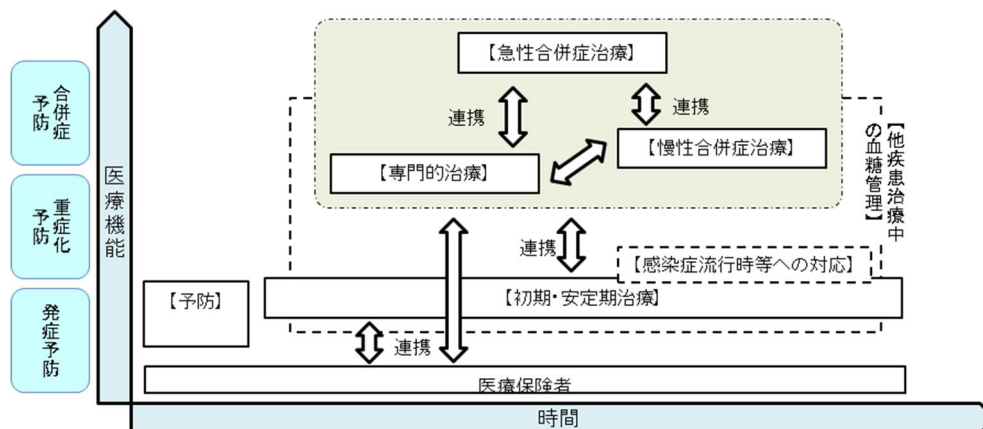 【急性合併症治療】
合併症
予防
連携
連携
【慢性合併症治療】
【専門的治療】
【他疾患治療中
の血糖管理】
医療機能
重症化
予防
連携
【感染症流行時等への対応】
【予防】
【初期・安定期治療】
発症予防
連携
医療保険者
時間